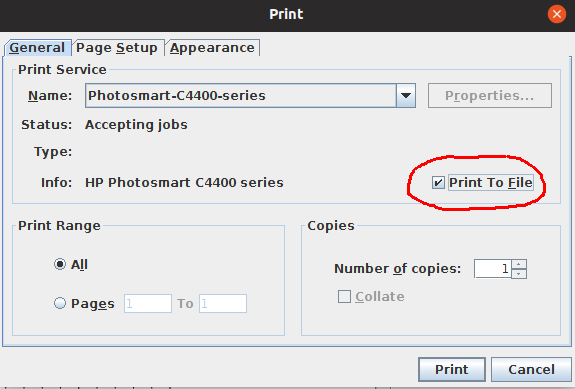 Print
General Page Setup Appearance
Print Service
Name: Photosmart-C4400-series Properties...
Status: Accepting jobs
Type:
Info: HP Photosmart C4400 series Print To File
Print Range
All
Pages 1 To 1
Copies
Number of copies: 1
Collate
Print Cancel